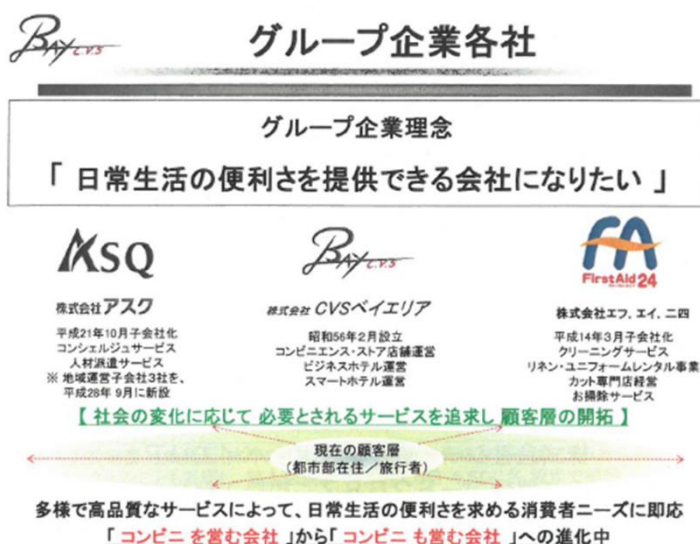 BAY C.V.S
グループ企業各社
グループ企業理念
「 日常生活の便利さを提供できる会社になりたい 」
ASQ
BAY C.V.S
FA
FirstAid24
株式会社アスク
株式会社 CVSベイエリア
株式会社エフ．エイ．二四
平成21年10月子会社化
コンシェルジュサービス
人材派遣サービス
※ 地域運営子会社3社を、
平成28年 9月に新設
昭和56年2月設立
コンビニエンス・ストア店舗運営
ビジネスホテル運営
スマートホテル運営
平成14年3月子会社化
クリーニングサービス
リネン・ユニフォームレンタル事業
カット専門店経営
お掃除サービス
【 社会の変化に応じて 必要とされるサービスを追求し 顧客層の開拓 】
現在の顧客層
（都市部在住／旅行者）
多様で高品質なサービスによって、日常生活の便利さを求める消費者ニーズに即応
「 コンビニ を営む会社 」から「 コンビニ も営む会社 」への進化中